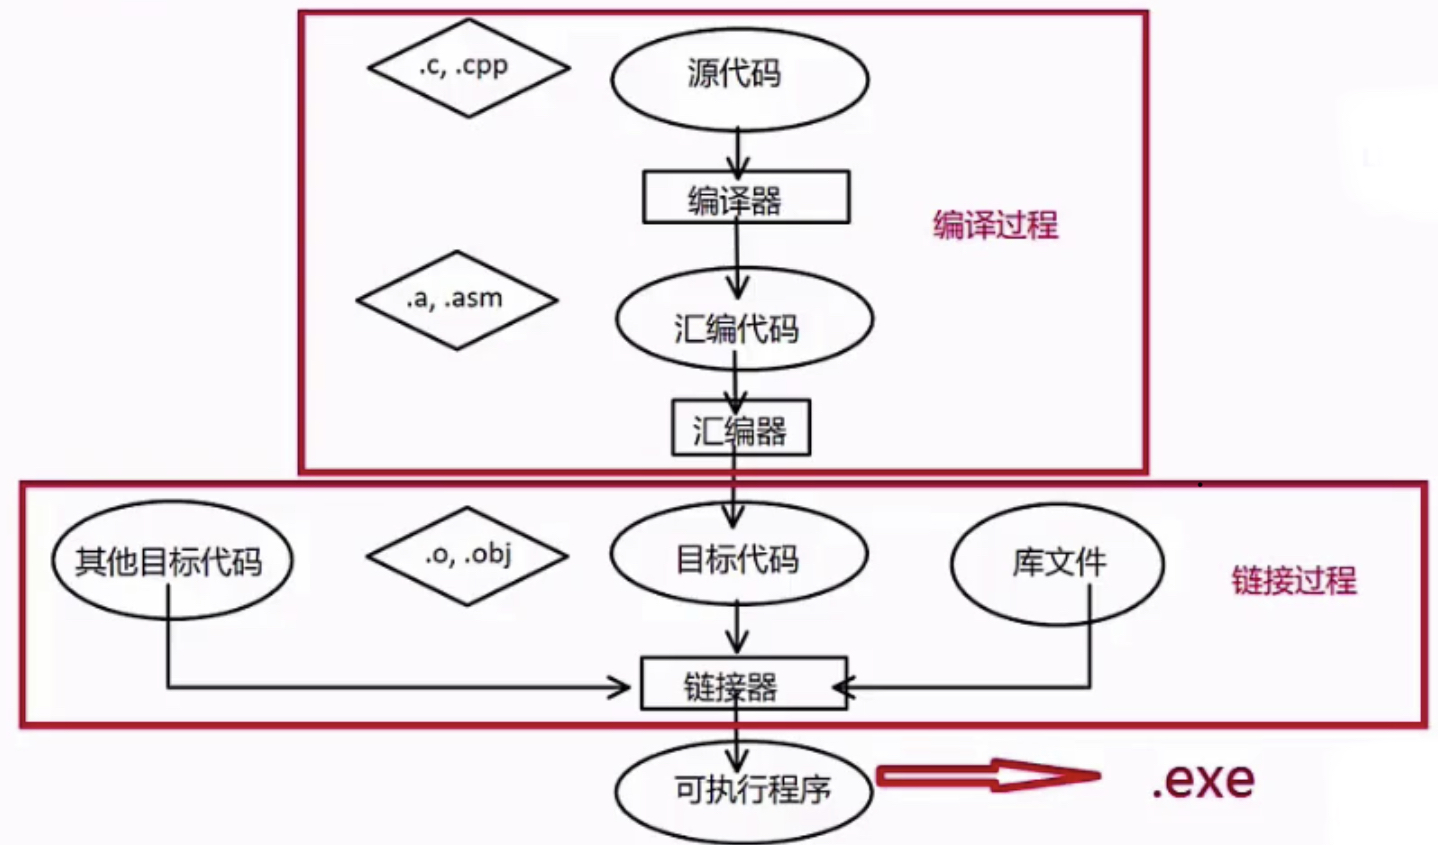 .c, .cpp
源代码
编译器
编译过程
.a, .asm
汇编代码
汇编器
其他目标代码
.o, .obj
目标代码
库文件
链接过程
链接器
可执行程序
.exe